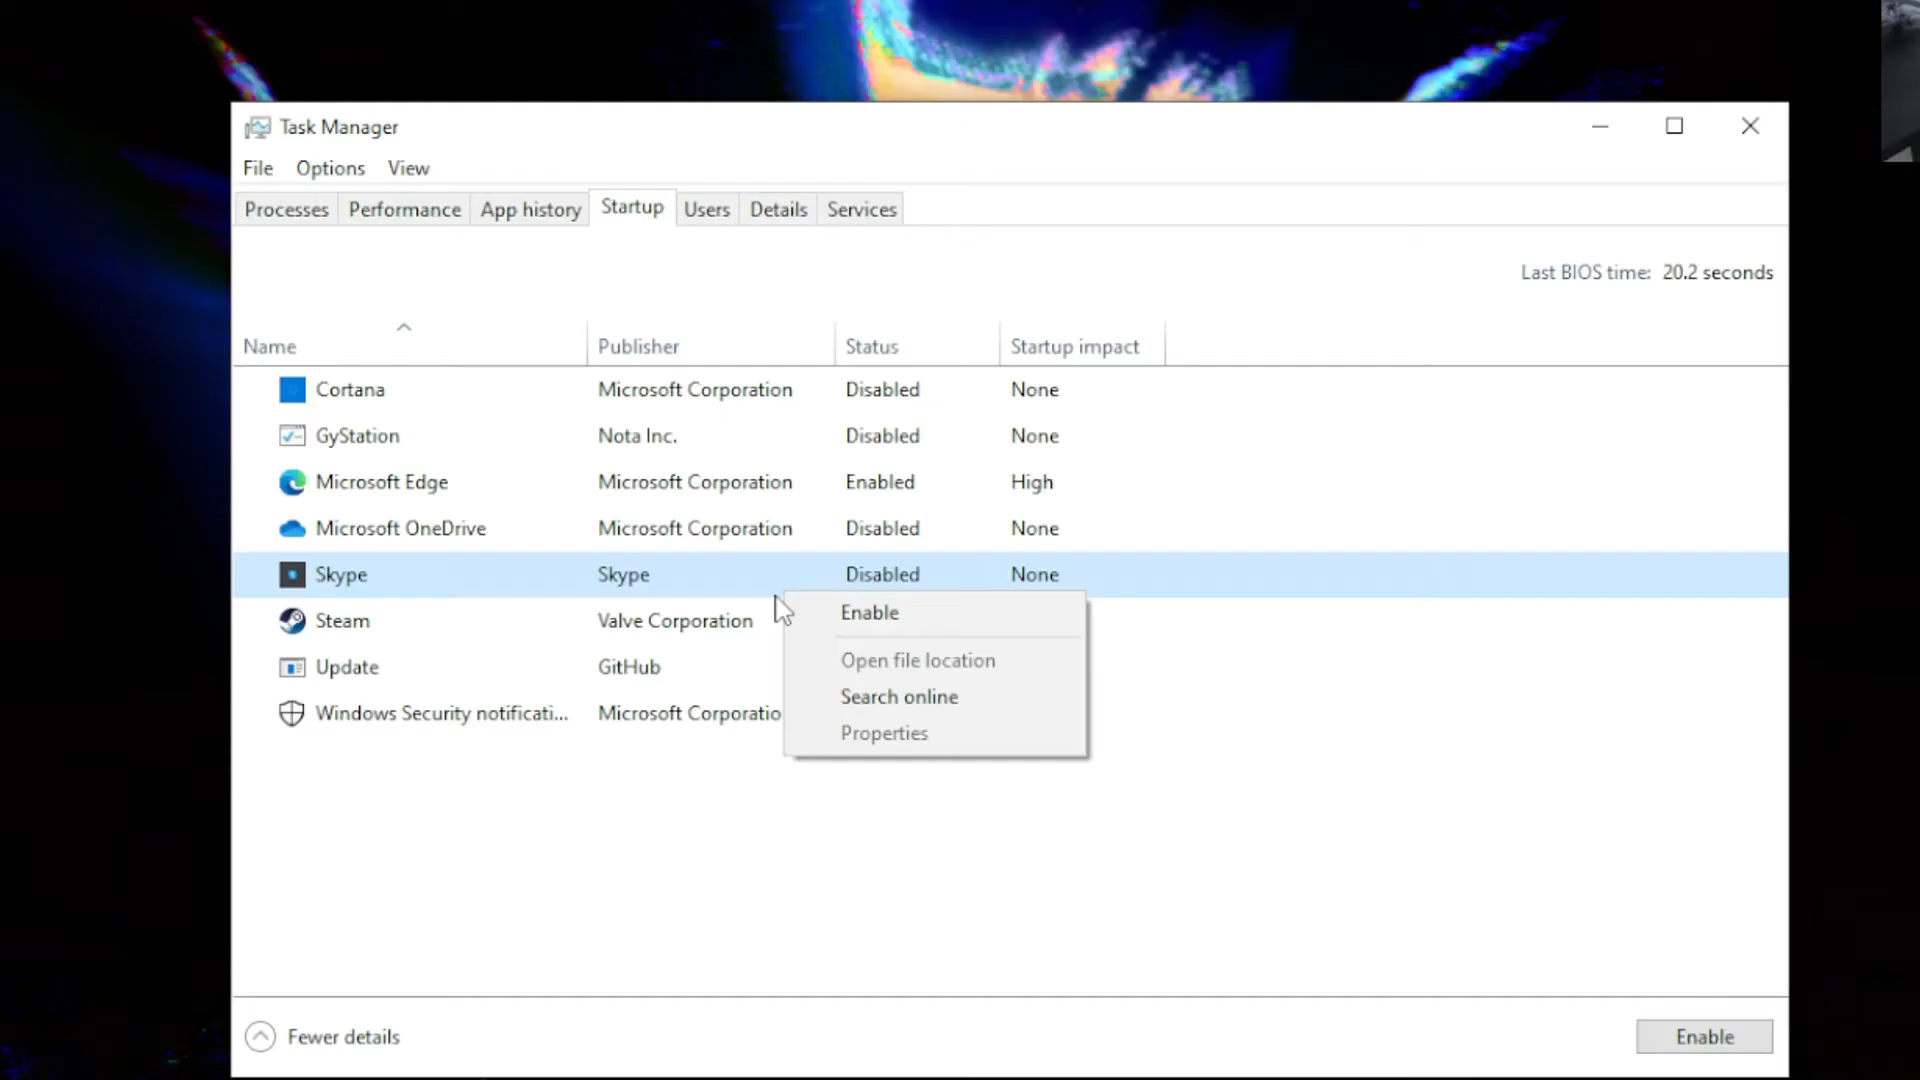 Task Manager
File Options View
Processes Performance App history Startup Users Details Services
Last BIOS time: 20.2 seconds
Name Publisher Status Startup impact
Cortana Microsoft Corporation Disabled None
GyStation Nota Inc. Disabled None
Microsoft Edge Microsoft Corporation Enabled High
Microsoft OneDrive Microsoft Corporation Disabled None
Skype Skype Disabled None
Steam Valve Corporation
Update GitHub
Windows Security notificati... Microsoft Corporatio
Enable
Open file location
Search online
Properties
Fewer details Enable